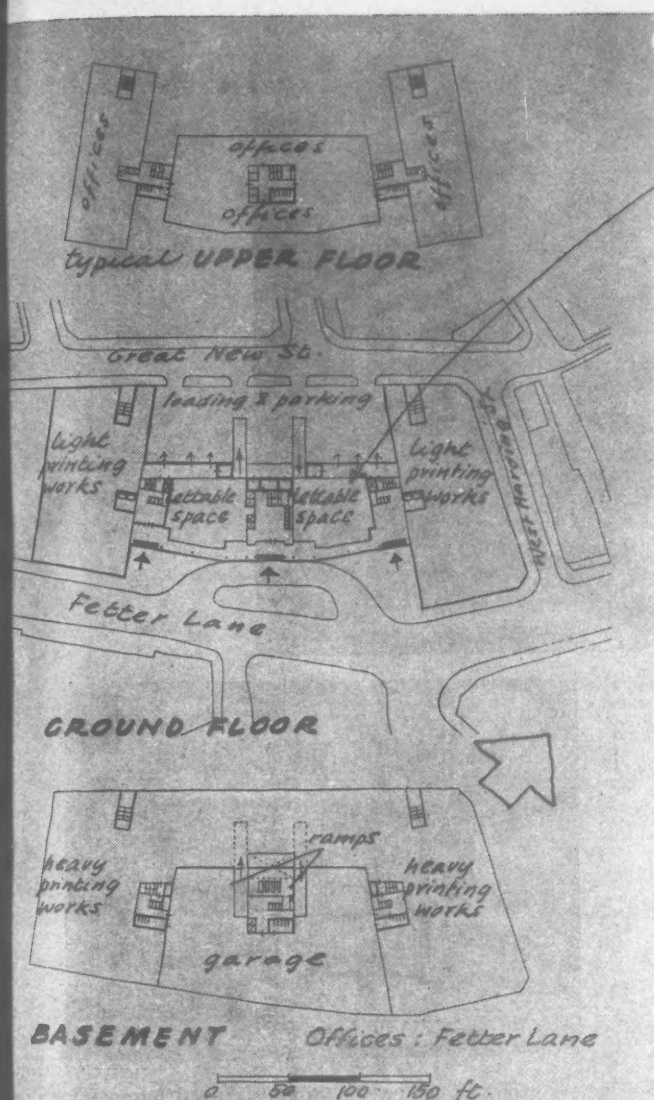 offices
offices
offices
offices
typical UPPER FLOOR
Great New St.
loading & parking
light
printing
works
lettable
space
lettable
space
light
printing
works
West Harding St.
Fetter Lane
GROUND FLOOR
ramps
heavy
printing
works
heavy
printing
works
garage
BASEMENT
Offices : Fetter Lane
0 50 100 150 ft.